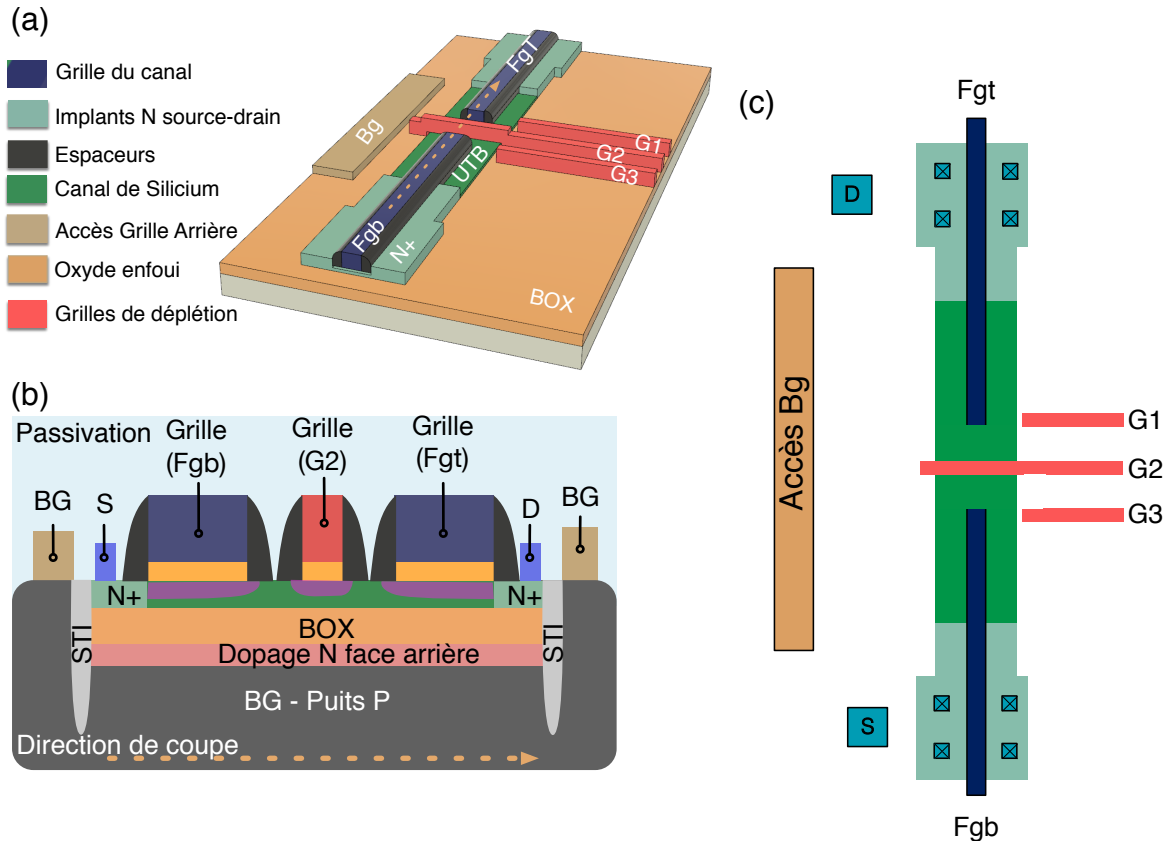 (a)
Grille du canal
Implants N source-drain
Espaceurs
Canal de Silicium
Accès Grille Arrière
Oxyde enfoui
Grilles de déplétion
FgT
Bg
G1
G2
G3
UTB
Fgb
N+
BOX
(b)
Passivation
Grille
(Fgb)
Grille
(G2)
Grille
(Fgt)
BG
S
D
BG
N+
N+
STI
BOX
STI
Dopage N face arrière
BG - Puits P
Direction de coupe
(c)
Fgt
D
Accès Bg
G1
G2
G3
S
Fgb